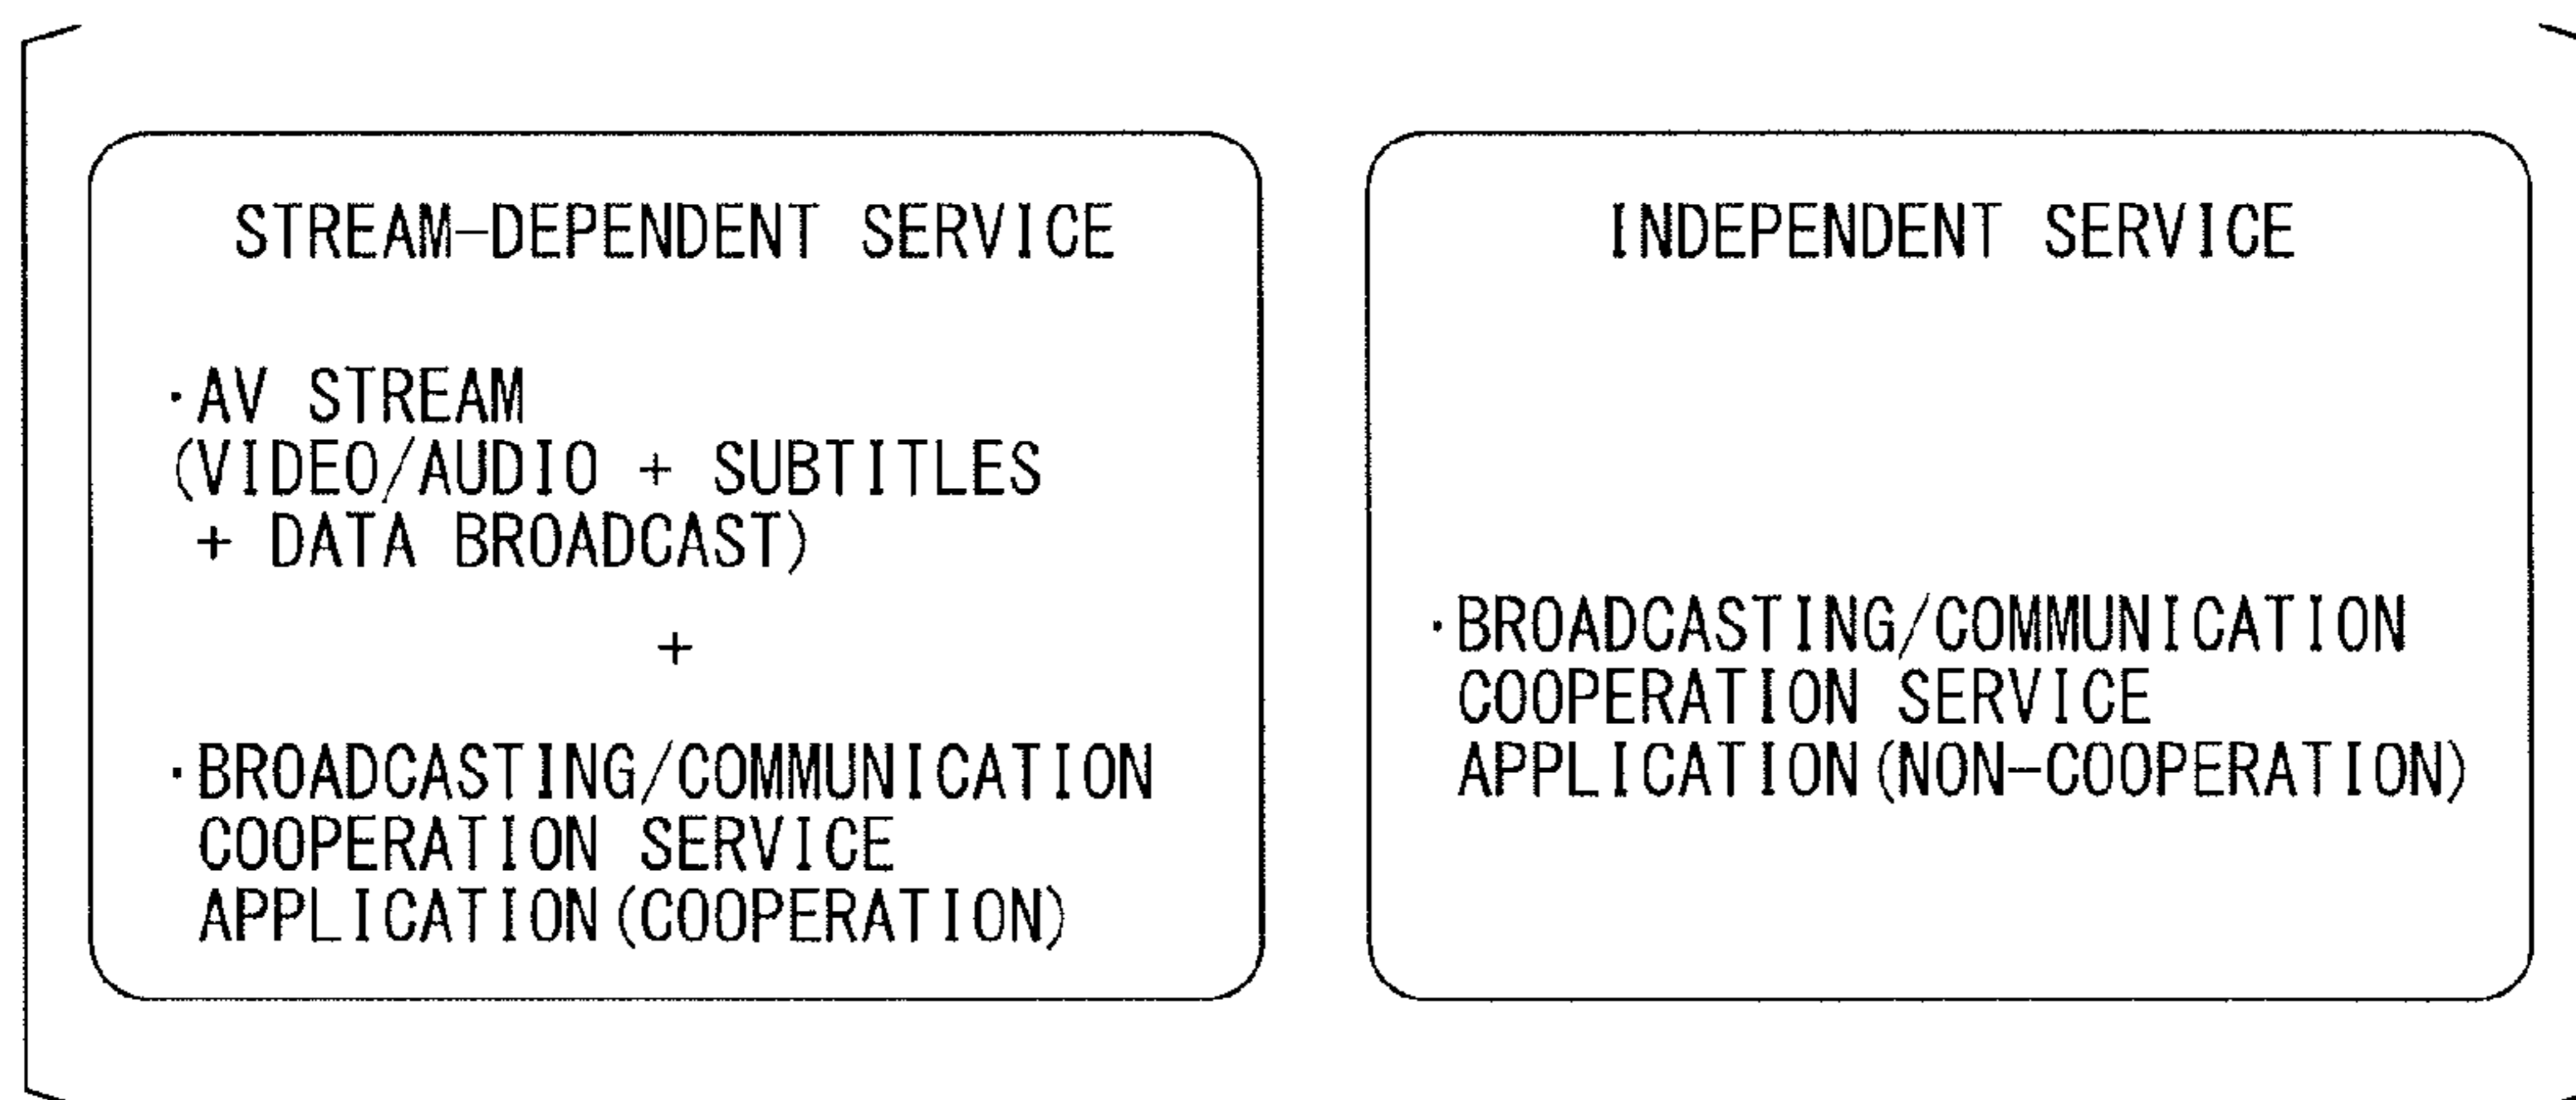 STREAM-DEPENDENT SERVICE
·AV STREAM
(VIDEO/AUDIO + SUBTITLES
+ DATA BROADCAST)
+
·BROADCASTING/COMMUNICATION
COOPERATION SERVICE
APPLICATION(COOPERATION)
INDEPENDENT SERVICE
·BROADCASTING/COMMUNICATION
COOPERATION SERVICE
APPLICATION(NON-COOPERATION)